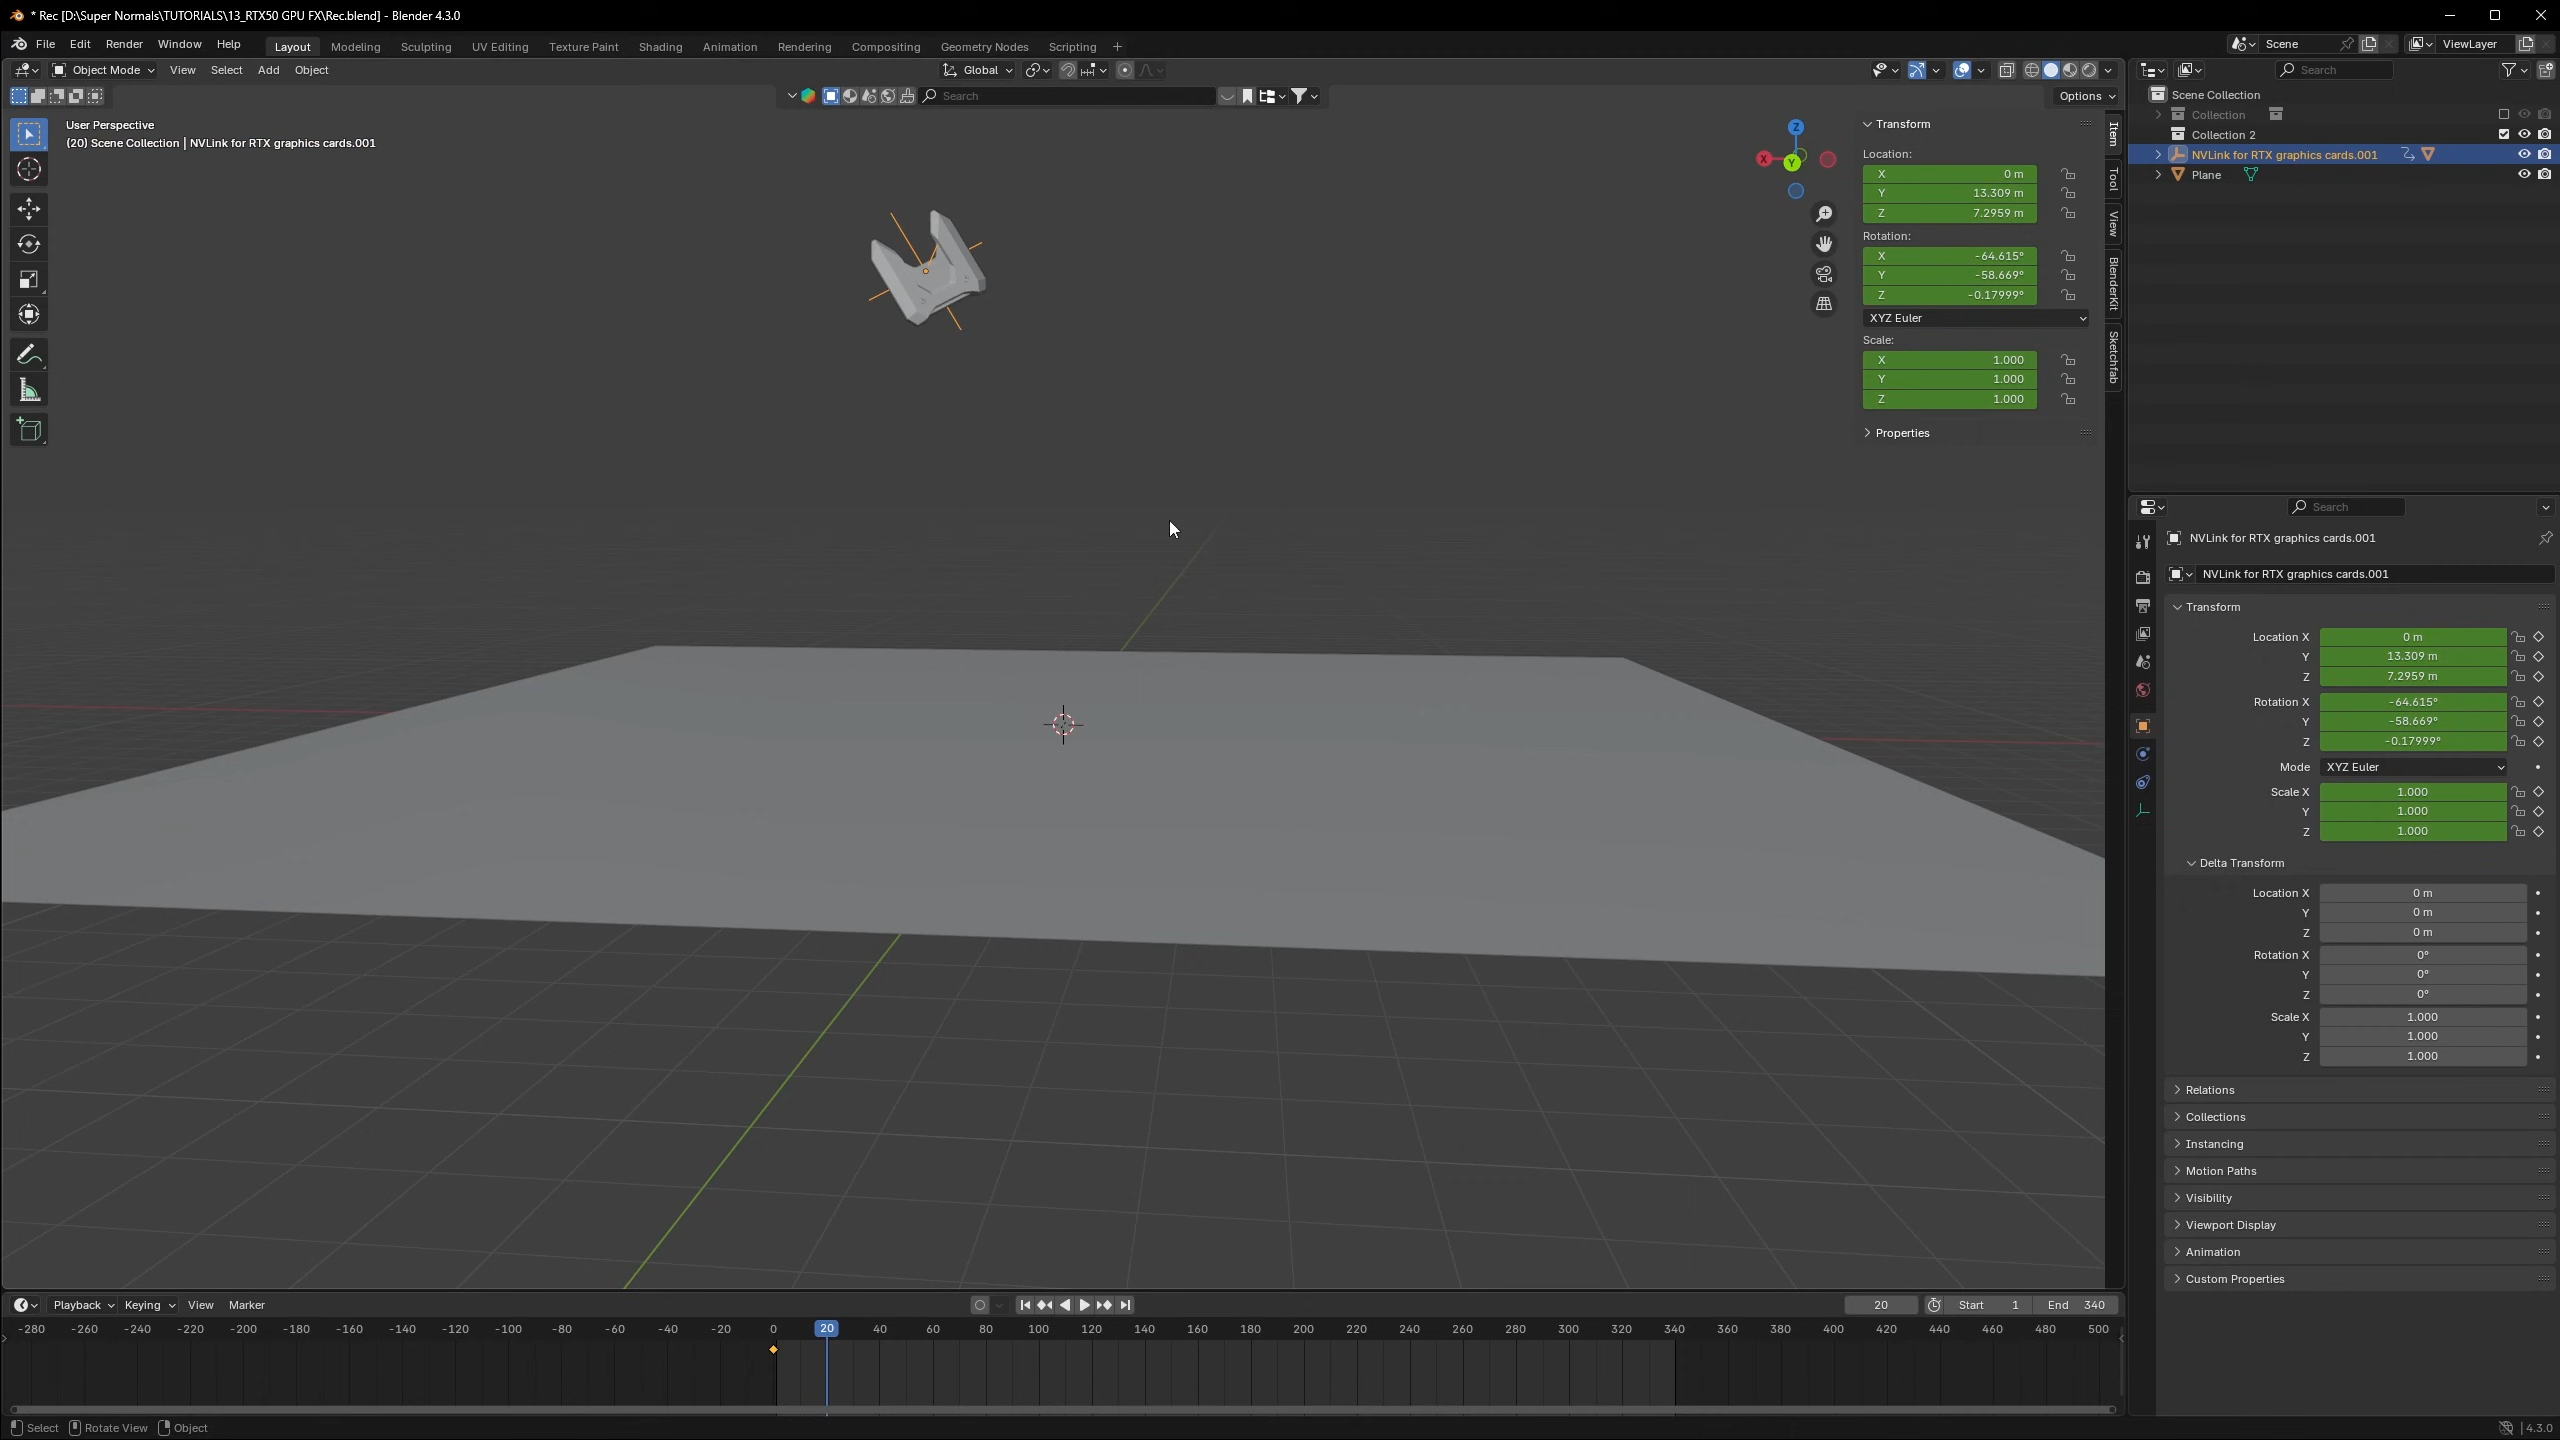 * Rec [D:\Super Normals\TUTORIALS\13_RTX50 GPU FX\Rec.blend] - Blender 4.3.0
File Edit Render Window Help Layout Modeling Sculpting UV Editing Texture Paint Shading Animation Rendering Compositing Geometry Nodes Scripting + Scene ViewLayer
Object Mode View Select Add Object Global Search
Search Options
User Perspective
(20) Scene Collection | NVLink for RTX graphics cards.001
Z
X
Y
Transform
Location:
X 0 m
Y 13.309 m
Z 7.2959 m
Rotation:
X -64.615°
Y -58.669°
Z -0.17999°
XYZ Euler
Scale:
X 1.000
Y 1.000
Z 1.000
Properties
Item
Tool
View
BlenderKit
Sketchfab
Scene Collection
Collection
Collection 2
NVLink for RTX graphics cards.001
Plane
Search
NVLink for RTX graphics cards.001
NVLink for RTX graphics cards.001
Transform
Location X 0 m
Y 13.309 m
Z 7.2959 m
Rotation X -64.615°
Y -58.669°
Z -0.17999°
Mode XYZ Euler
Scale X 1.000
Y 1.000
Z 1.000
Delta Transform
Location X 0 m
Y 0 m
Z 0 m
Rotation X 0°
Y 0°
Z 0°
Scale X 1.000
Y 1.000
Z 1.000
Relations
Collections
Instancing
Motion Paths
Visibility
Viewport Display
Animation
Custom Properties
Playback Keying View Marker 20 Start 1 End 340
-280 -260 -240 -220 -200 -180 -160 -140 -120 -100 -80 -60 -40 -20 0 20 40 60 80 100 120 140 160 180 200 220 240 260 280 300 320 340 360 380 400 420 440 460 480 500
Select Rotate View Object 4.3.0